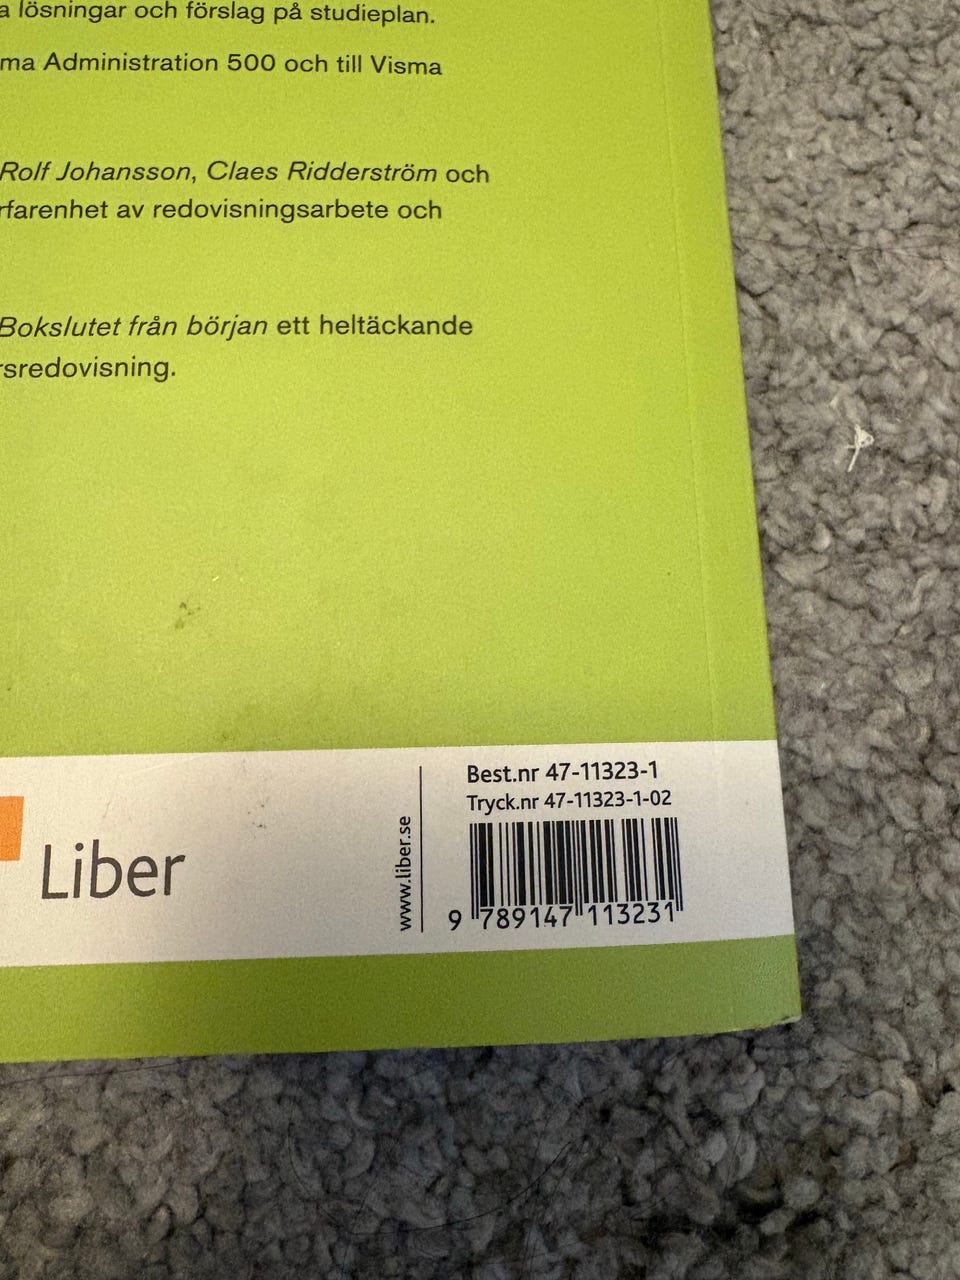 a lösningar och förslag på studieplan.
ma Administration 500 och till Visma
Rolf Johansson, Claes Ridderström och
rfarenhet av redovisningsarbete och
Bokslutet från början ett heltäckande
rsredovisning.
Liber
www.liber.se
Best.nr 47-11323-1
Tryck.nr 47-11323-1-02
9 789147 113231